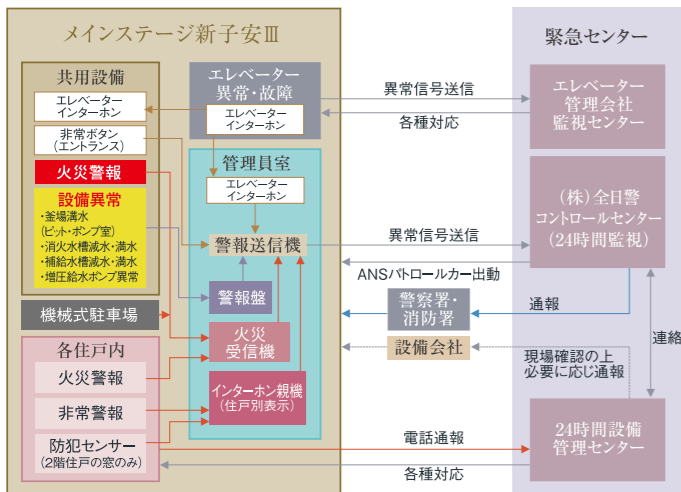 メインステージ新子安Ⅲ
共用設備
エレベーター
インターホン
非常ボタン
(エントランス)
火災警報
設備異常
・釜場満水
(ピット・ポンプ室)
・消火水槽減水・満水
・補給水槽減水・満水
・増圧給水ポンプ異常
機械式駐車場
各住戸内
火災警報
非常警報
防犯センサー
(2階住戸の窓のみ)
エレベーター
異常・故障
エレベーター
インターホン
管理員室
エレベーター
インターホン
警報送信機
警報盤
火災
受信機
インターホン親機
(住戸別表示)
異常信号送信
各種対応
異常信号送信
ANSパトロールカー出動
警察署・
消防署
通報
設備会社
現場確認の上
必要に応じ通報
連絡
電話通報
各種対応
緊急センター
エレベーター
管理会社
監視センター
(株)全日警
コントロールセンター
(24時間監視)
24時間設備
管理センター